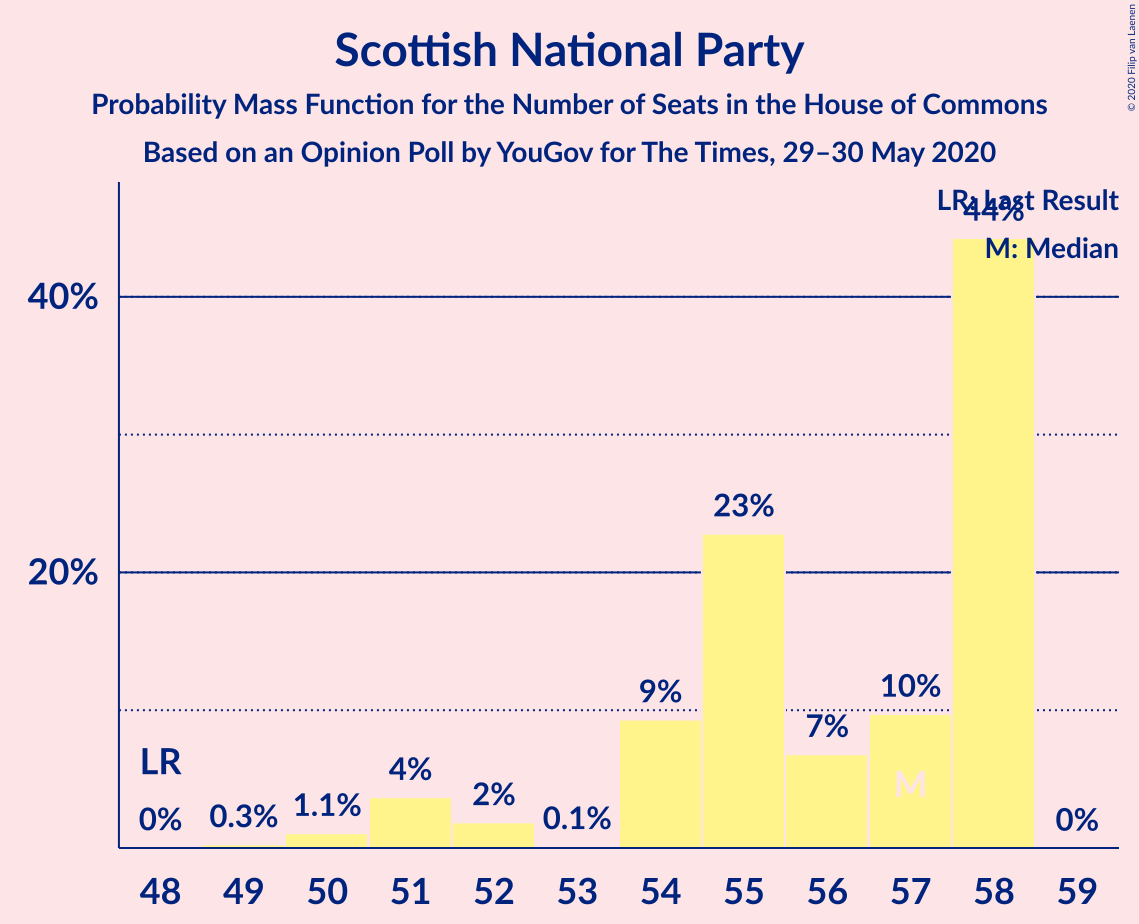 Scottish National Party
Probability Mass Function for the Number of Seats in the House of Commons
Based on an Opinion Poll by YouGov for The Times, 29–30 May 2020
© 2020 Filip van Laenen
LR: Last Result
M: Median
40%
20%
LR
0%
0.3%
1.1%
4%
2%
0.1%
9%
23%
7%
10%
M
44%
0%
48 49 50 51 52 53 54 55 56 57 58 59